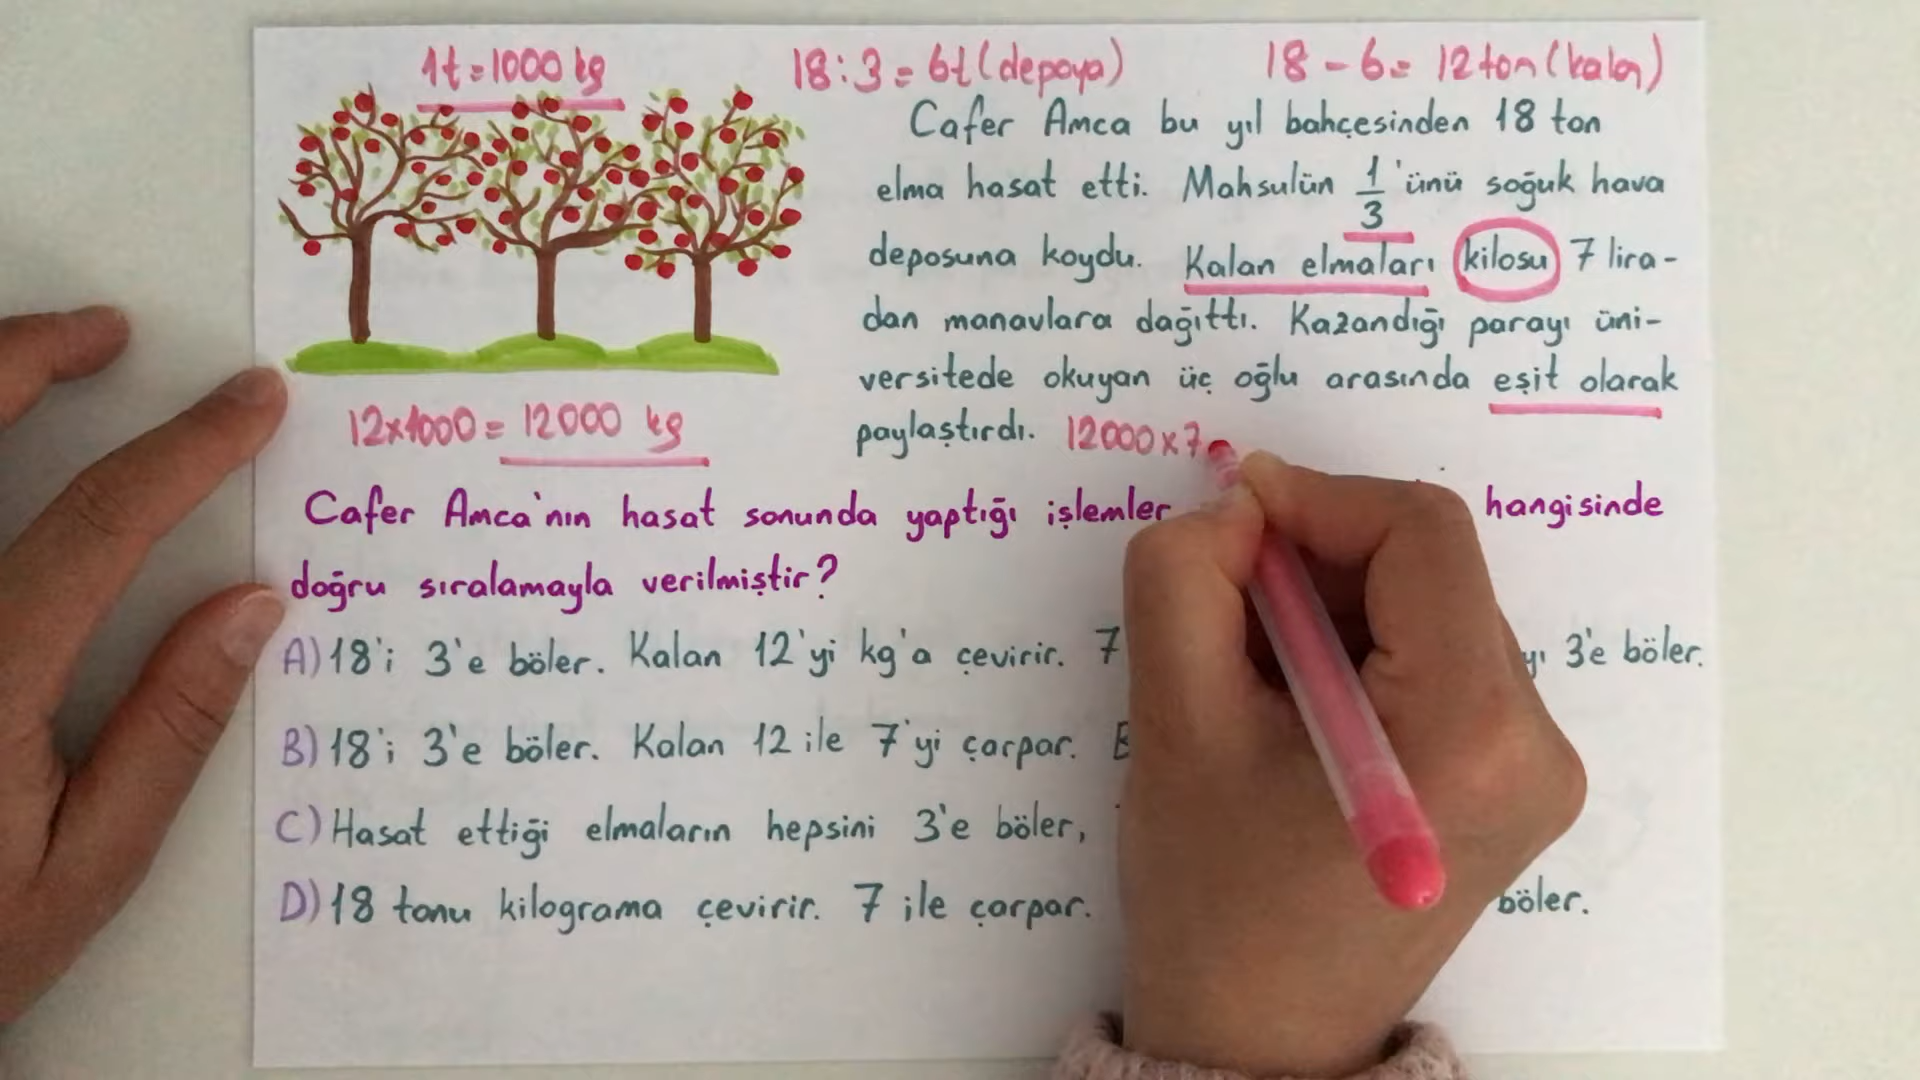 1t = 1000 kg
18 : 3 = 6t (depoya)
18 - 6 = 12 ton (kalan)
Cafer Amca bu yıl bahçesinden 18 ton
elma hasat etti. Mahsulün 1/3 'ünü soğuk hava
deposuna koydu. Kalan elmaları kilosu 7 lira-
dan manavlara dağıttı. Kazandığı parayı üni-
versitede okuyan üç oğlu arasında eşit olarak
paylaştırdı. 12000 x 7
12x1000 = 12000 kg
Cafer Amca'nın hasat sonunda yaptığı işlemler hangisinde
doğru sıralamayla verilmiştir?
A) 18'i 3'e böler. Kalan 12'yi kg'a çevirir. 7 3'e böler.
B) 18'i 3'e böler. Kalan 12 ile 7'yi çarpar.
C) Hasat ettiği elmaların hepsini 3'e böler,
D) 18 tonu kilograma çevirir. 7 ile çarpar. böler.